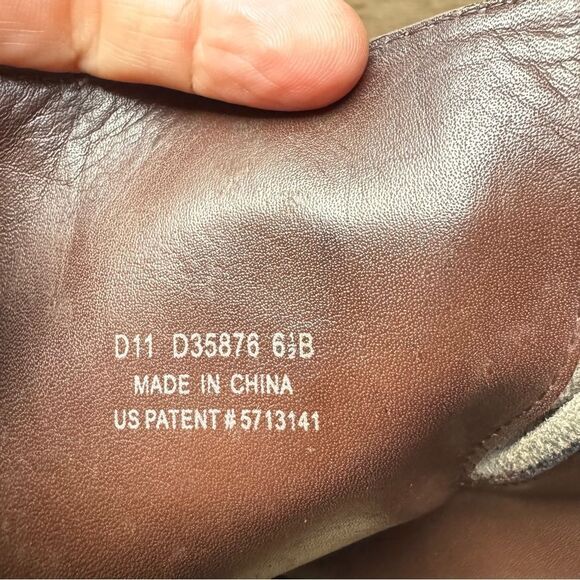 D11 D35876 6½B
MADE IN CHINA
US PATENT # 5713141